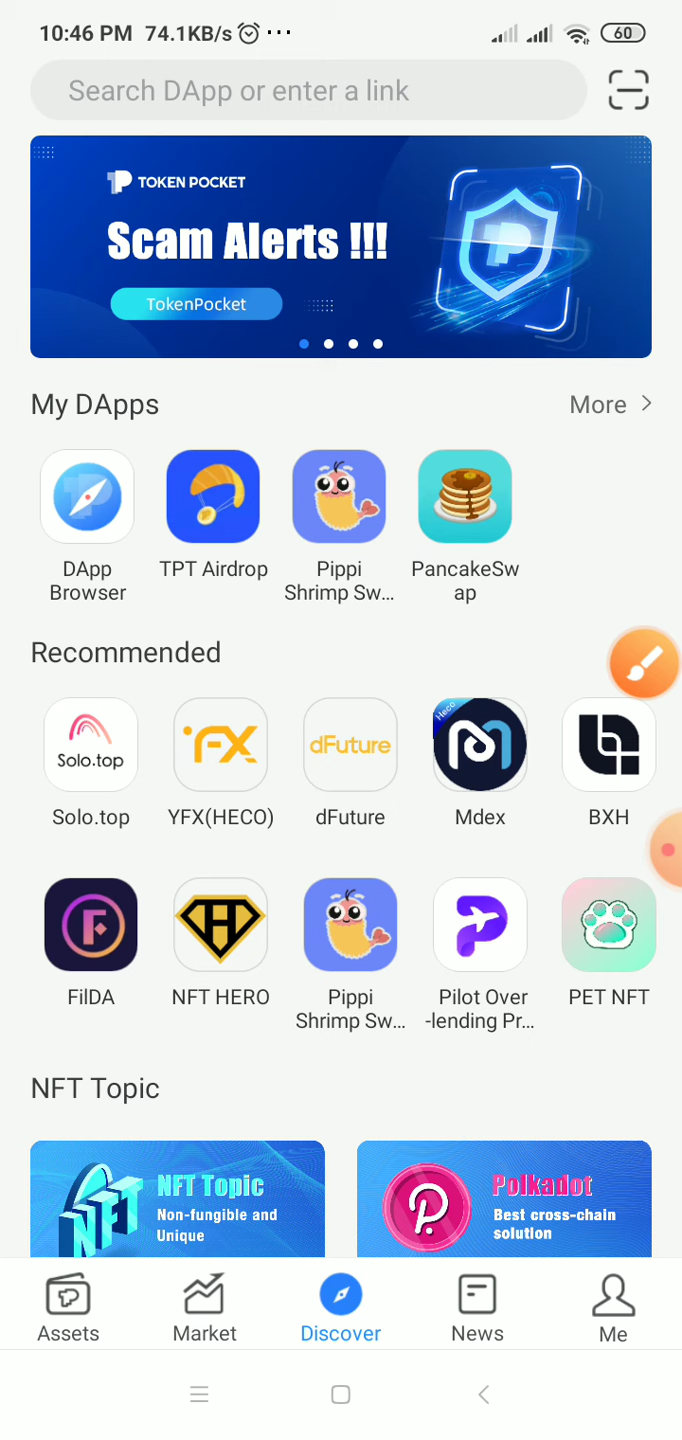 10:46 PM 74.1KB/s ...
60
Search DApp or enter a link
TOKEN POCKET
Scam Alerts !!!
TokenPocket
My DApps
More
DApp
Browser
TPT Airdrop
Pippi
Shrimp Sw...
PancakeSw
ap
Recommended
Solo.top
YFX
dFuture
Heco
Solo.top
YFX(HECO)
dFuture
Mdex
BXH
FilDA
NFT HERO
Pippi
Shrimp Sw...
Pilot Over
-lending Pr...
PET NFT
NFT Topic
NFT
NFT Topic
Non-fungible and
Unique
Polkadot
Best cross-chain
solution
Assets
Market
Discover
News
Me